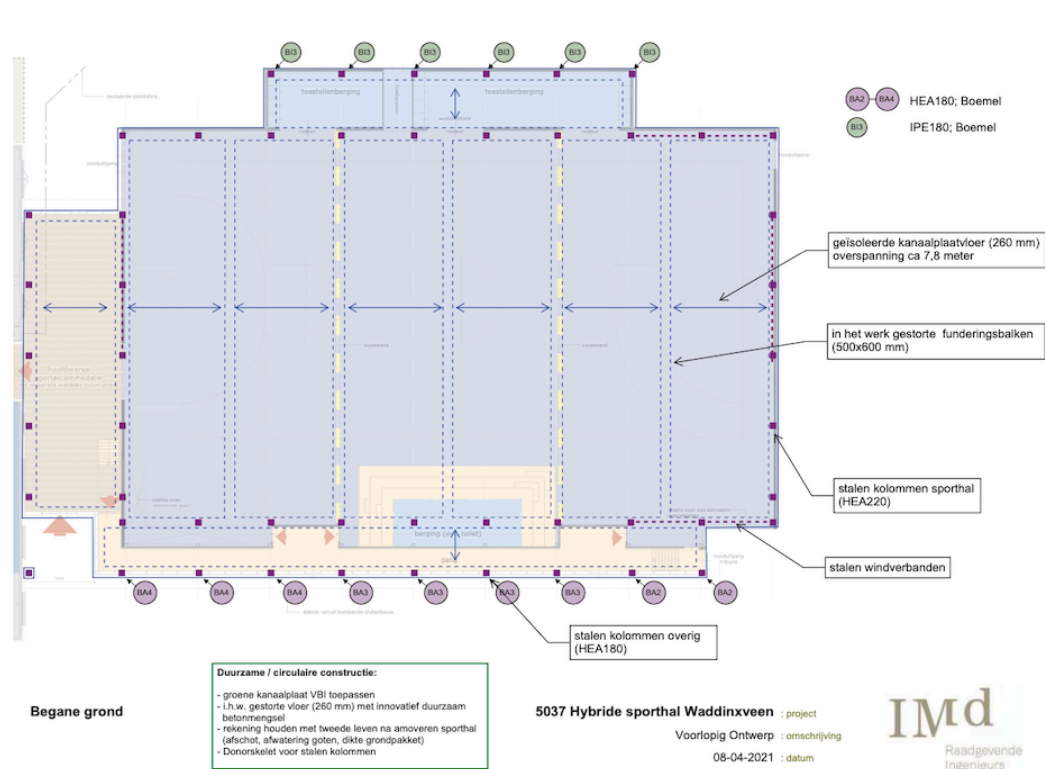 BI3 BI3 BI3 BI3 BI3 BI3
toestellenberging toestellenberging
BA2 BA4 HEA180; Boemel
BI3 IPE180; Boemel
geïsoleerde kanaalplaatvloer (260 mm)
overspanning ca 7,8 meter
in het werk gestorte funderingsbalken
(500x600 mm)
stalen kolommen sporthal
(HEA220)
berging
stalen windverbanden
BA4 BA4 BA4 BA3 BA3 BA3 BA3 BA2 BA2
stalen kolommen overig
(HEA180)
Duurzame / circulaire constructie:
- groene kanaalplaat VBI toepassen
- i.h.w. gestorte vloer (260 mm) met innovatief duurzaam
betonmengsel
- rekening houden met tweede leven na amoveren sporthal
(afschot, afwatering goten, dikte grondpakket)
- Donorskelet voor stalen kolommen
Begane grond
5037 Hybride sporthal Waddinxveen : project
Voorlopig Ontwerp : omschrijving
08-04-2021 : datum
IMd
Raadgevende
Ingenieurs